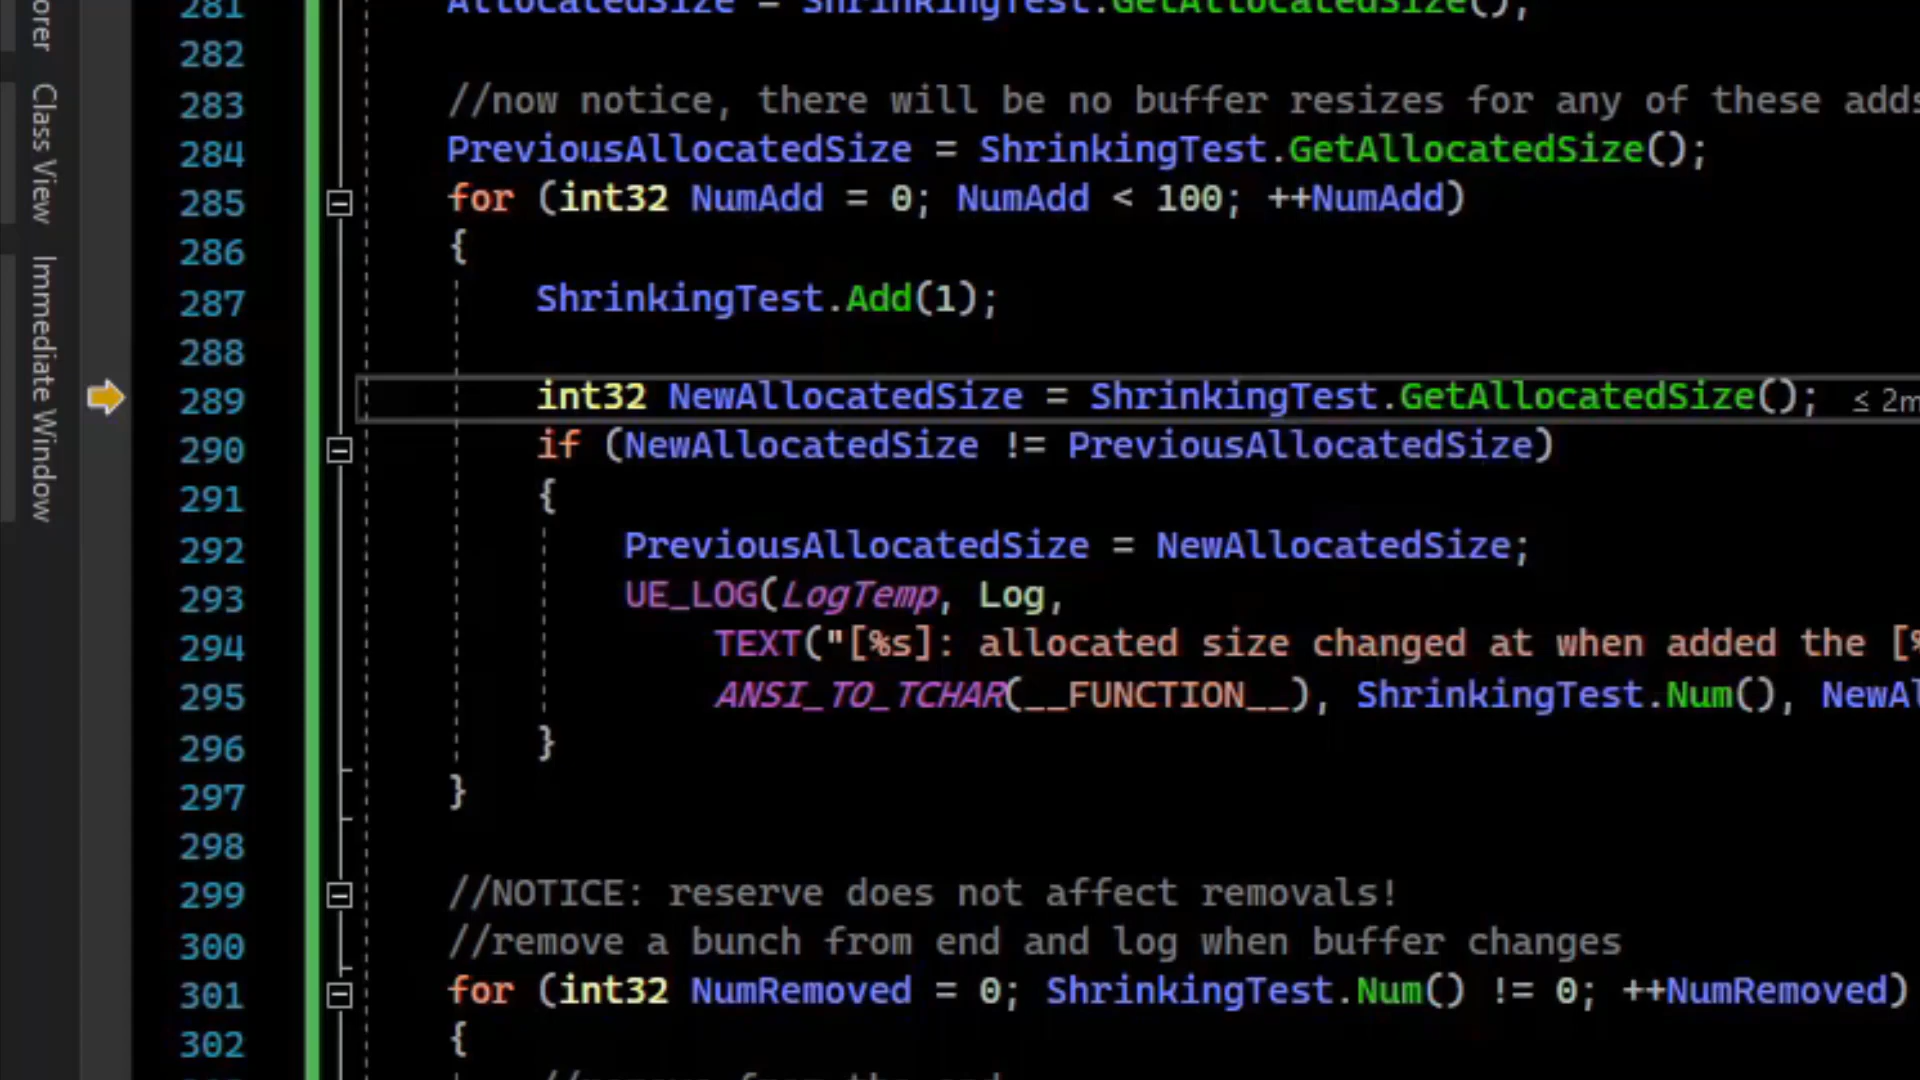 281 AllocatedSize = ShrinkingTest.GetAllocatedSize();
282
283 //now notice, there will be no buffer resizes for any of these adds
284 PreviousAllocatedSize = ShrinkingTest.GetAllocatedSize();
285 for (int32 NumAdd = 0; NumAdd < 100; ++NumAdd)
286 {
287 ShrinkingTest.Add(1);
288
289 int32 NewAllocatedSize = ShrinkingTest.GetAllocatedSize(); ≤ 2m
290 if (NewAllocatedSize != PreviousAllocatedSize)
291 {
292 PreviousAllocatedSize = NewAllocatedSize;
293 UE_LOG(LogTemp, Log,
294 TEXT("[%s]: allocated size changed at when added the [%
295 ANSI_TO_TCHAR(__FUNCTION__), ShrinkingTest.Num(), NewAl
296 }
297 }
298
299 //NOTICE: reserve does not affect removals!
300 //remove a bunch from end and log when buffer changes
301 for (int32 NumRemoved = 0; ShrinkingTest.Num() != 0; ++NumRemoved)
302 {
orer
Class View
Immediate Window